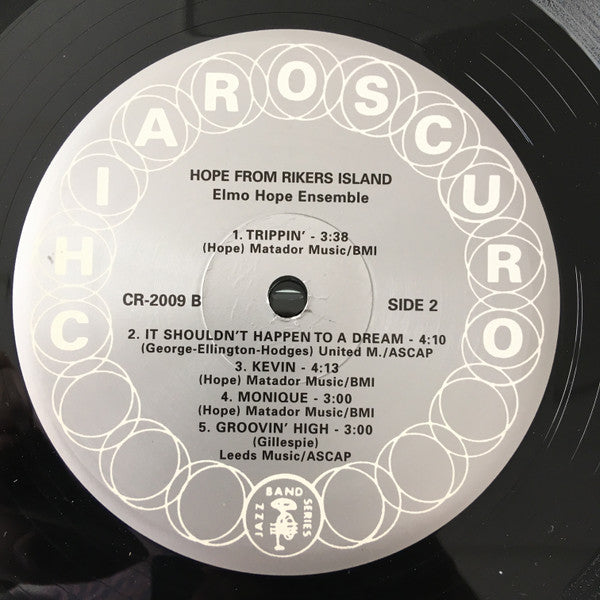 CHIAROSCURO
HOPE FROM RIKERS ISLAND
Elmo Hope Ensemble
1. TRIPPIN' - 3:38
(Hope) Matador Music/BMI
CR-2009 B
SIDE 2
2. IT SHOULDN'T HAPPEN TO A DREAM - 4:10
(George-Ellington-Hodges) United M./ASCAP
3. KEVIN - 4:13
(Hope) Matador Music/BMI
4. MONIQUE - 3:00
(Hope) Matador Music/BMI
5. GROOVIN' HIGH - 3:00
(Gillespie)
Leeds Music/ASCAP
JAZZ BAND SERIES